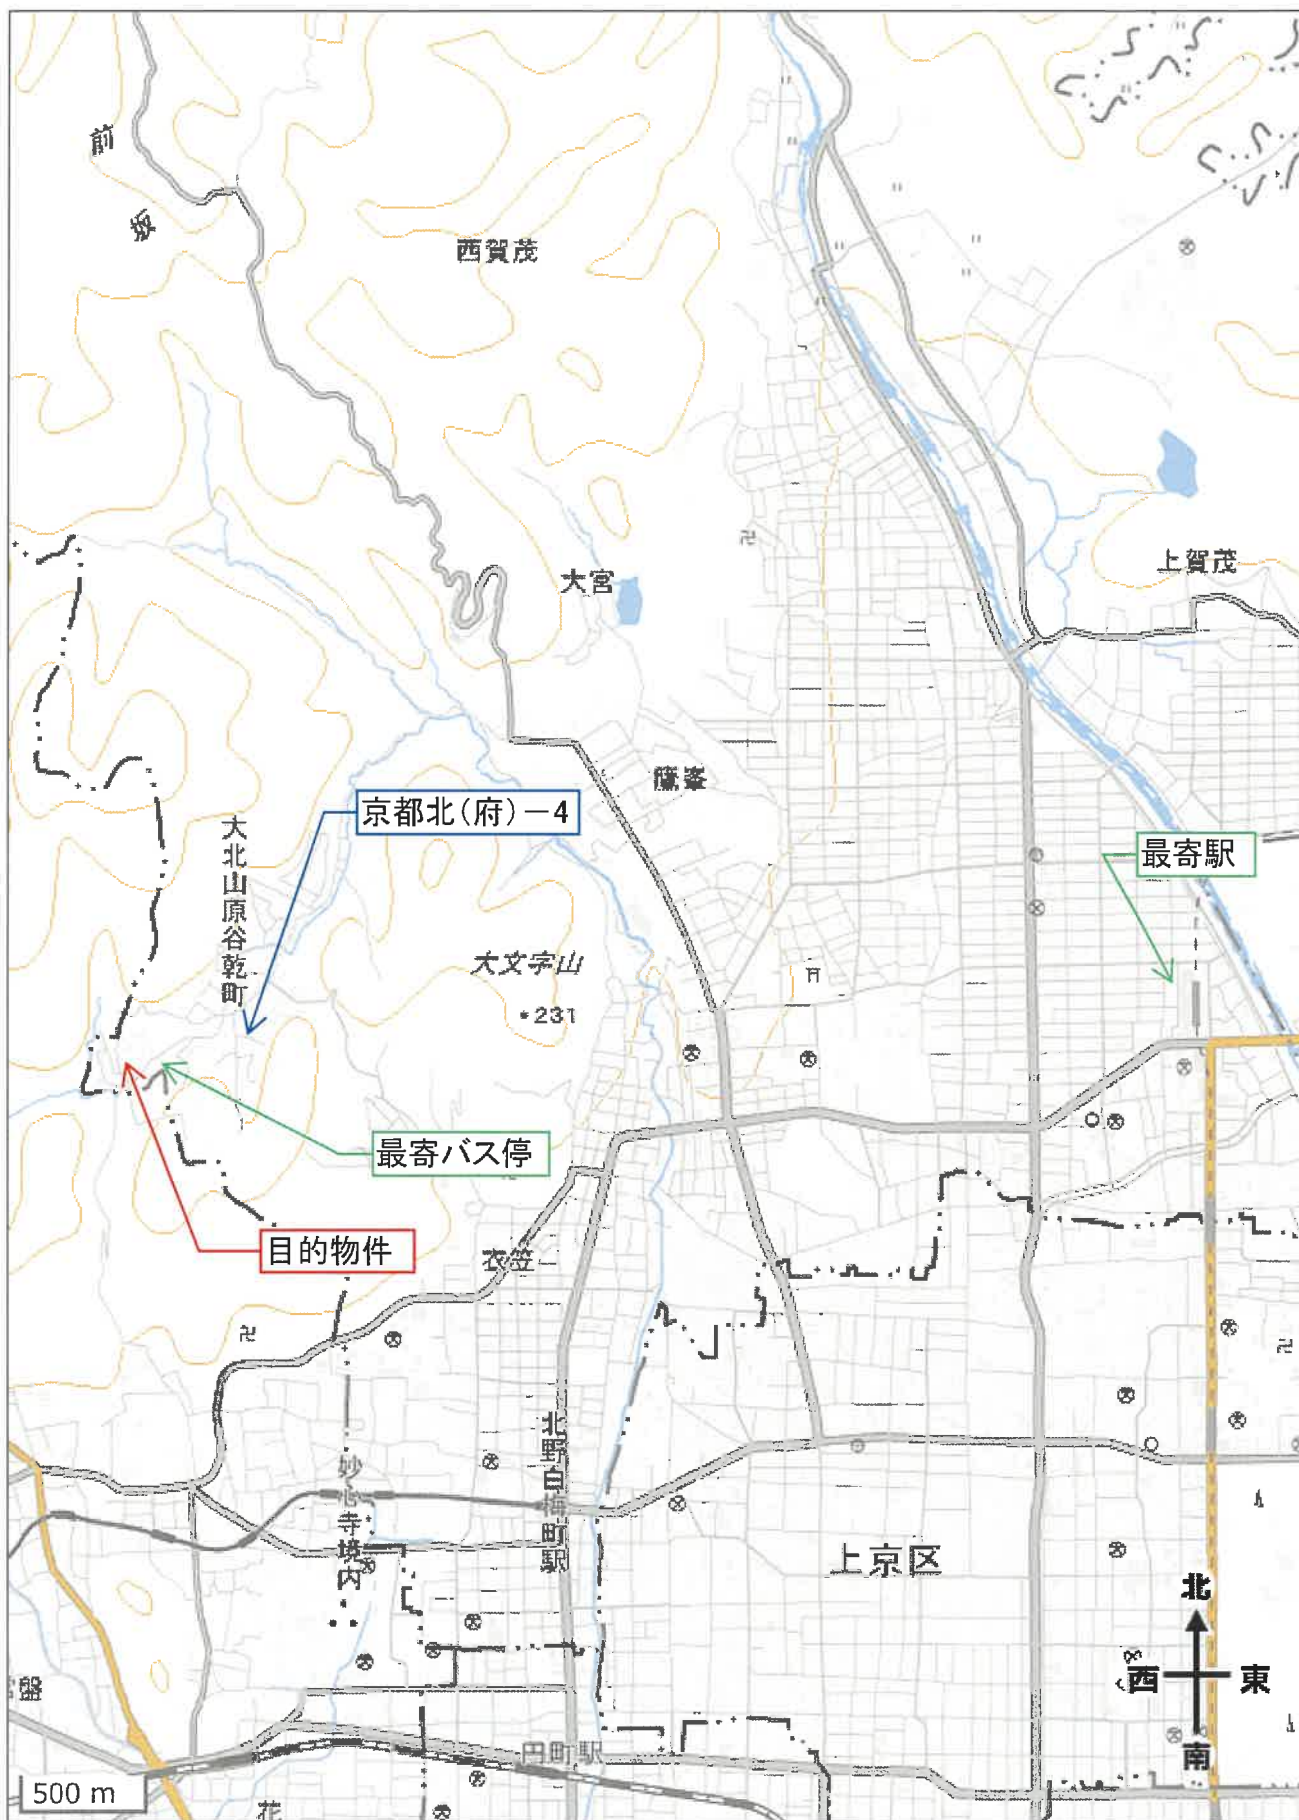 前坂
西賀茂
大宮
上賀茂
鷹峯
京都北(府)-4
最寄駅
大北山原谷乾町
大文字山
・231
最寄バス停
目的物件
衣笠
北野白梅町駅
妙心寺境内
上京区
北
西
東
南
盤
円町駅
500 m
花